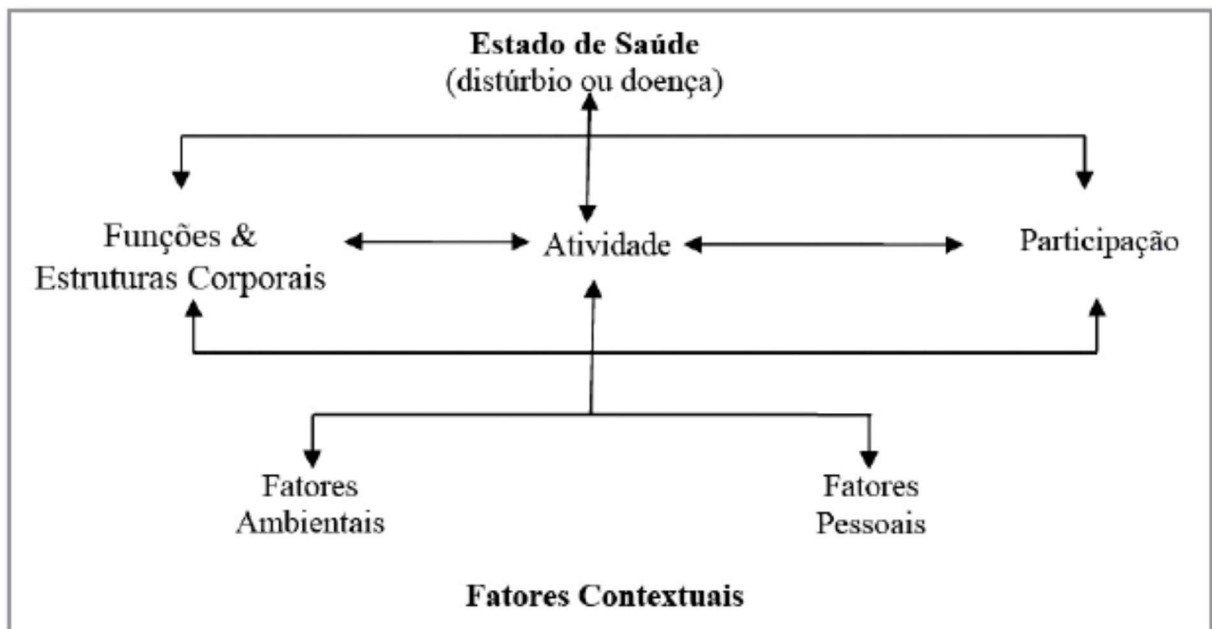 Estado de Saúde
(distúrbio ou doença)
Funções &
Estruturas Corporais
Atividade
Participação
Fatores
Ambientais
Fatores
Pessoais
Fatores Contextuais